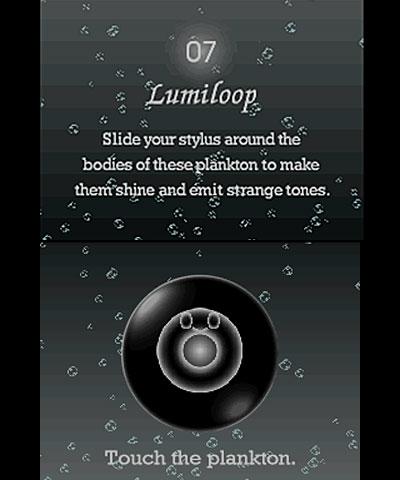 07
Lumiloop
Slide your stylus around the
bodies of these plankton to make
them shine and emit strange tones.
Touch the plankton.